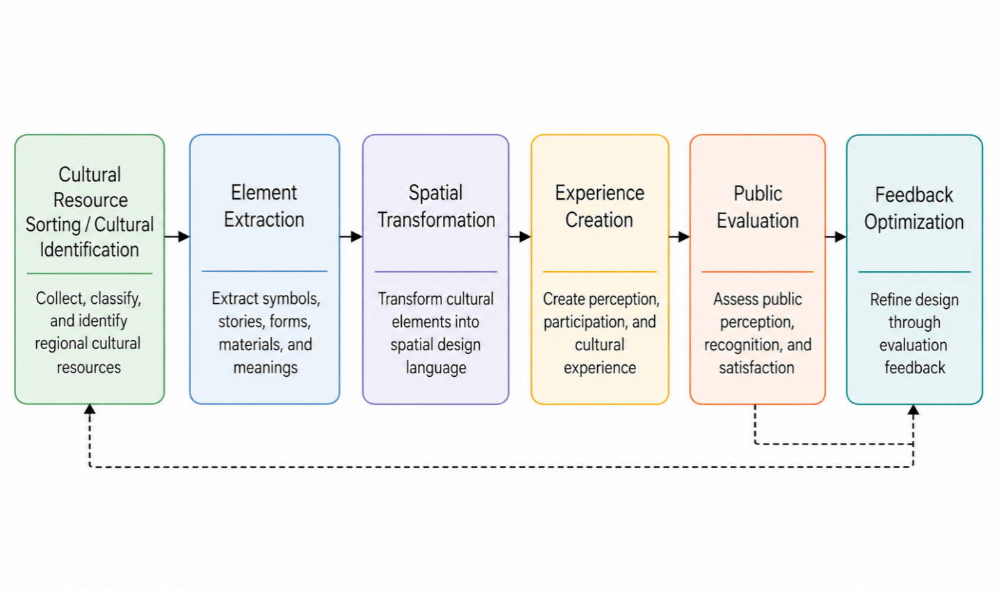 Cultural
Resource
Sorting / Cultural
Identification
Collect, classify,
and identify
regional cultural
resources
Element
Extraction
Extract symbols,
stories, forms,
materials, and
meanings
Spatial
Transformation
Transform cultural
elements into
spatial design
language
Experience
Creation
Create perception,
participation, and
cultural
experience
Public
Evaluation
Assess public
perception,
recognition, and
satisfaction
Feedback
Optimization
Refine design
through
evaluation
feedback